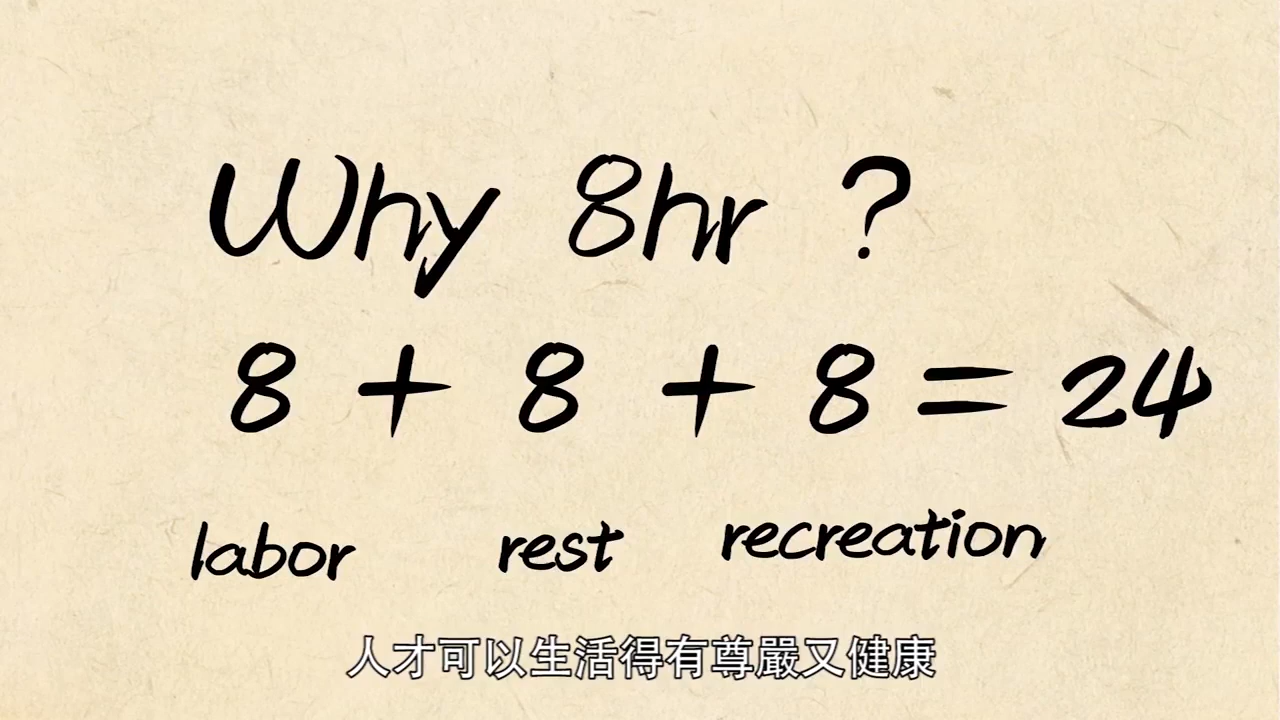 Why 8hr ?
8 + 8 + 8 = 24
labor rest recreation
人才可以生活得有尊嚴又健康